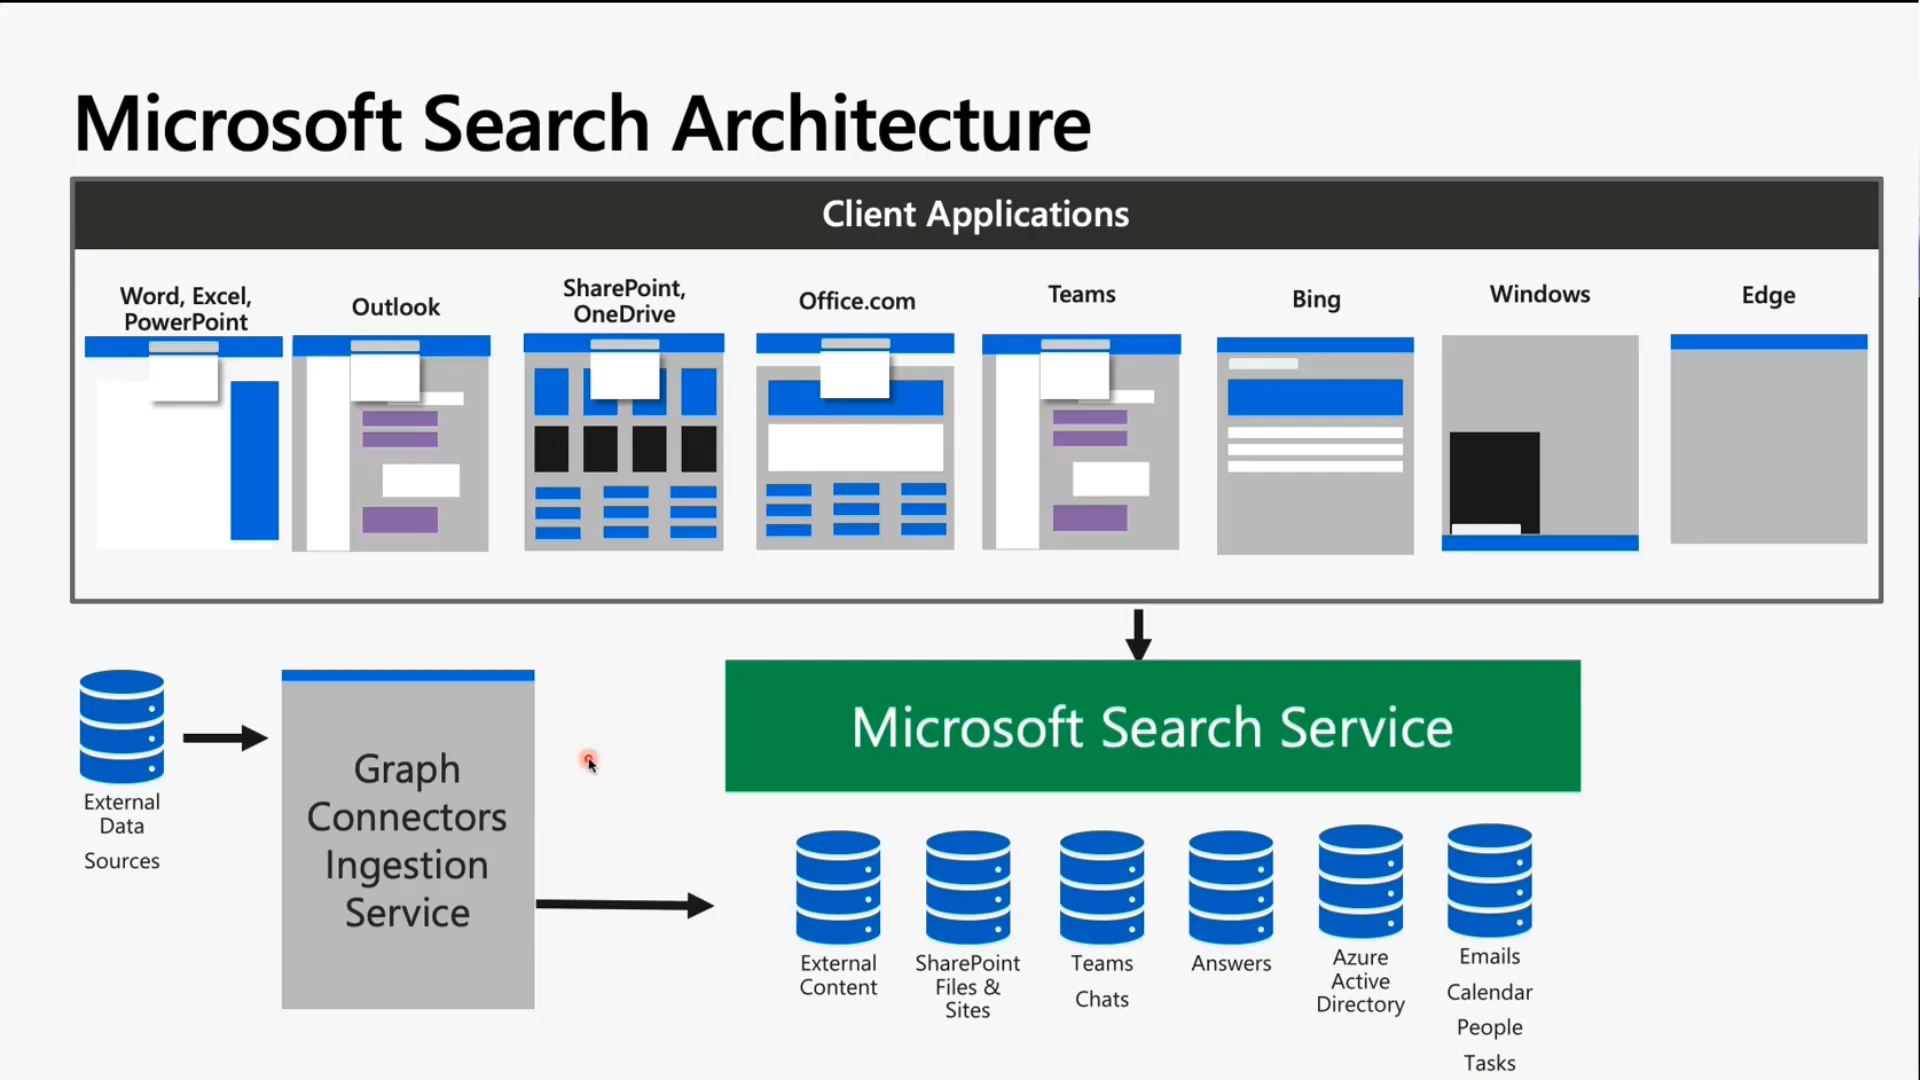 Microsoft Search Architecture
Client Applications
Word, Excel,
PowerPoint
Outlook
SharePoint,
OneDrive
Office.com
Teams
Bing
Windows
Edge
Microsoft Search Service
External
Data
Sources
Graph
Connectors
Ingestion
Service
External
Content
SharePoint
Files &
Sites
Teams
Chats
Answers
Azure
Active
Directory
Emails
Calendar
People
Tasks